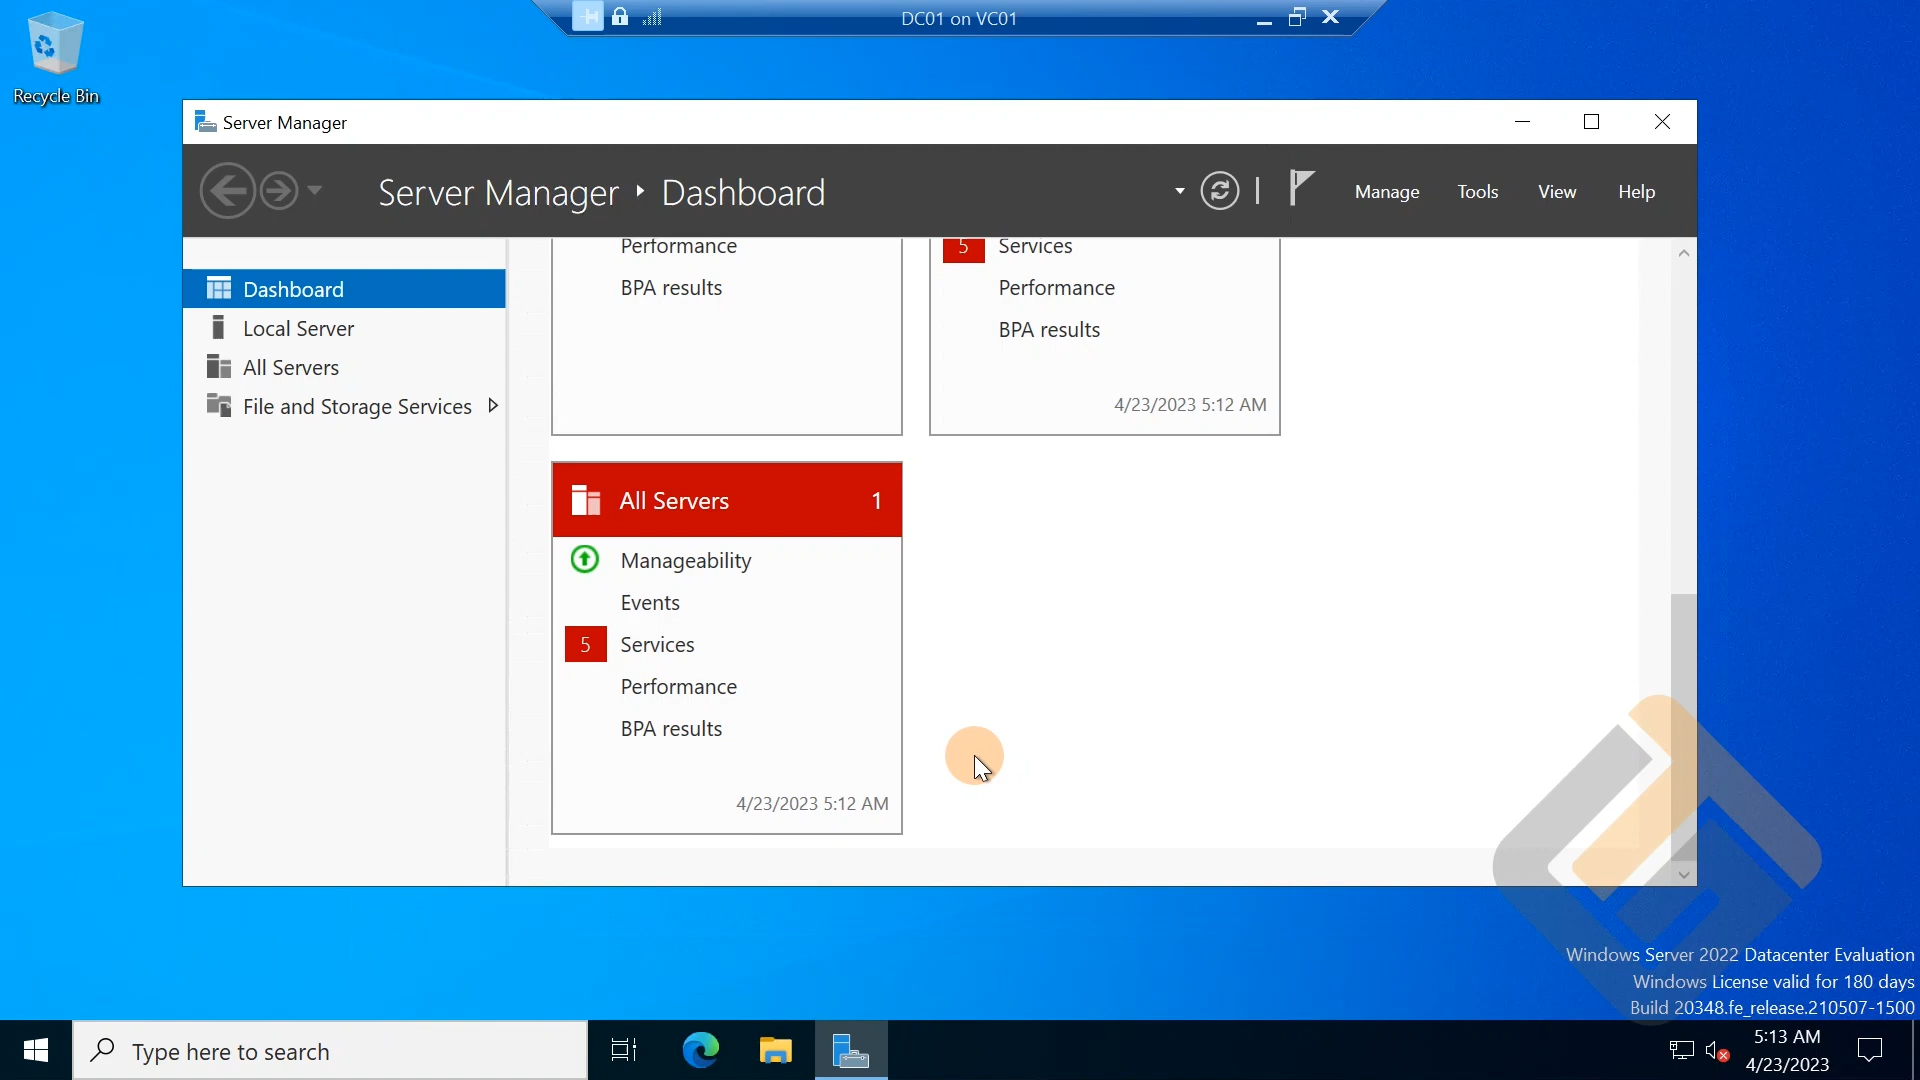 DC01 on VC01
Recycle Bin
Server Manager
Server Manager Dashboard
Manage Tools View Help
Dashboard
Local Server
All Servers
File and Storage Services
Performance
BPA results
5 Services
Performance
BPA results
4/23/2023 5:12 AM
All Servers 1
Manageability
Events
5 Services
Performance
BPA results
4/23/2023 5:12 AM
Windows Server 2022 Datacenter Evaluation
Windows License valid for 180 days
Build 20348.fe_release.210507-1500
Type here to search
5:13 AM
4/23/2023